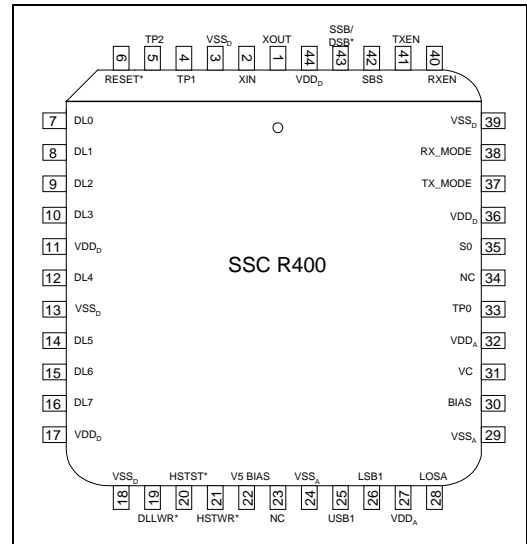 SSB/
TP2 VSSD XOUT DSB* TXEN
6 5 4 3 2 1 44 43 42 41 40
RESET* TP1 XIN VDDD SBS RXEN
7 DL0 VSSD 39
8 DL1 RX_MODE 38
9 DL2 TX_MODE 37
10 DL3 VDDD 36
11 VDDD S0 35
SSC R400
12 DL4 NC 34
13 VSSD TP0 33
14 DL5 VDDA 32
15 DL6 VC 31
16 DL7 BIAS 30
17 VDDD VSSA 29
VSSD HSTST* V5 BIAS VSSA LSB1 LOSA
18 19 20 21 22 23 24 25 26 27 28
DLLWR* HSTWR* NC USB1 VDDA